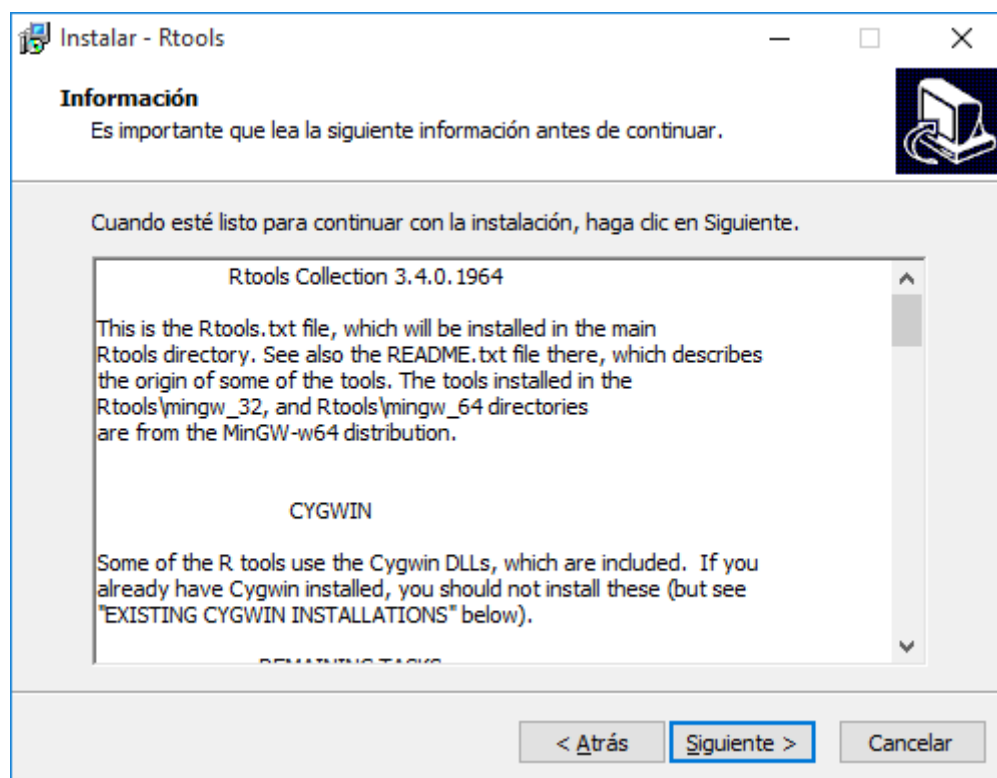 Instalar - Rtools
Información
Es importante que lea la siguiente información antes de continuar.
Cuando esté listo para continuar con la instalación, haga clic en Siguiente.
Rtools Collection 3.4.0.1964
This is the Rtools.txt file, which will be installed in the main
Rtools directory. See also the README.txt file there, which describes
the origin of some of the tools. The tools installed in the
Rtools\mingw_32, and Rtools\mingw_64 directories
are from the MinGW-w64 distribution.
CYGWIN
Some of the R tools use the Cygwin DLLs, which are included.  If you
already have Cygwin installed, you should not install these (but see
"EXISTING CYGWIN INSTALLATIONS" below).
REMAINING TASKS
< Atrás
Siguiente >
Cancelar